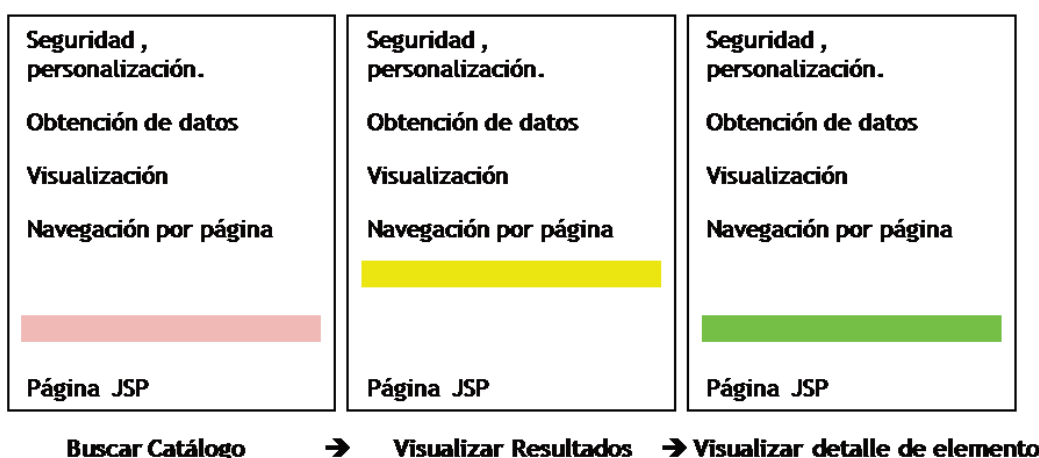 Seguridad ,
personalización.
Obtención de datos
Visualización
Navegación por página
Página JSP
Seguridad ,
personalización.
Obtención de datos
Visualización
Navegación por página
Página JSP
Seguridad ,
personalización.
Obtención de datos
Visualización
Navegación por página
Página JSP
Buscar Catálogo → Visualizar Resultados → Visualizar detalle de elemento